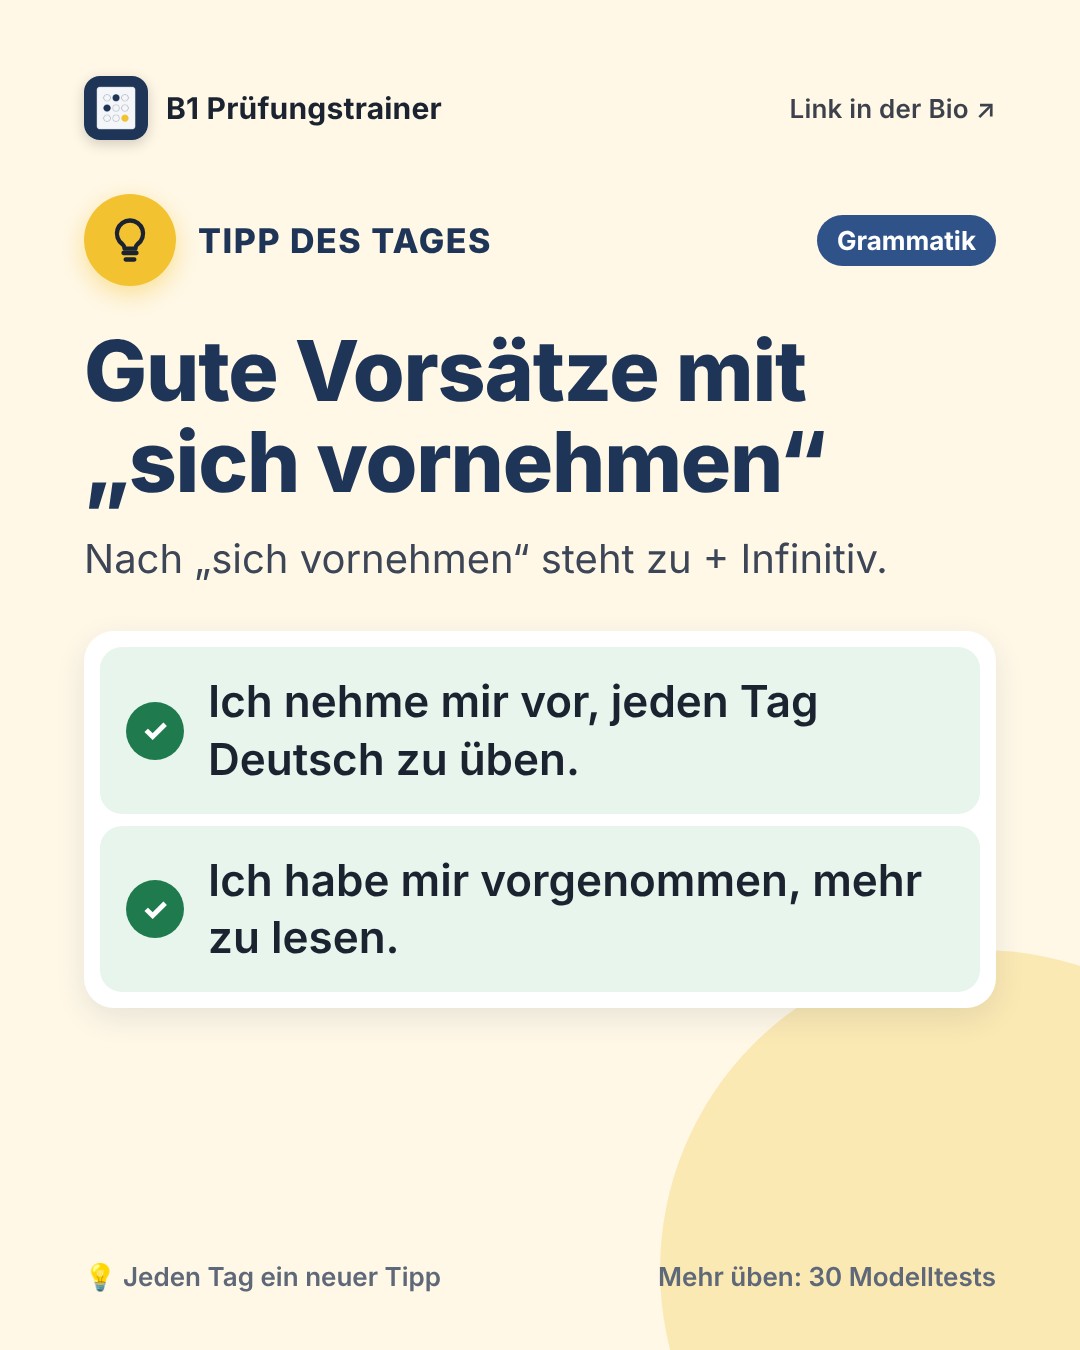 B1 Prüfungstrainer
Link in der Bio ↗
TIPP DES TAGES
Grammatik
Gute Vorsätze mit
„sich vornehmen“
Nach „sich vornehmen“ steht zu + Infinitiv.
Ich nehme mir vor, jeden Tag
Deutsch zu üben.
Ich habe mir vorgenommen, mehr
zu lesen.
💡 Jeden Tag ein neuer Tipp
Mehr üben: 30 Modelltests